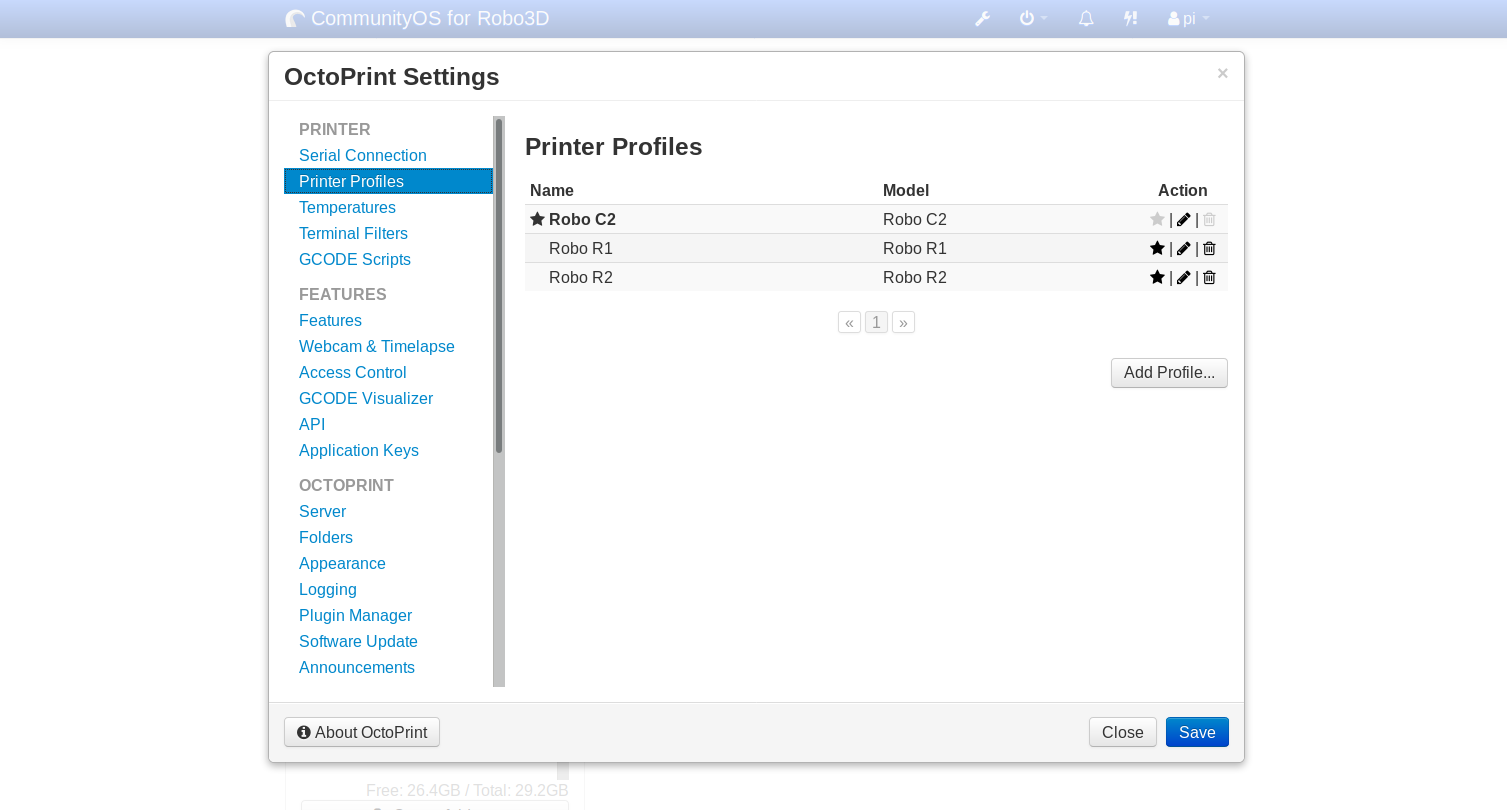 CommunityOS for Robo3D
pi
OctoPrint Settings
×
PRINTER
Serial Connection
Printer Profiles
Temperatures
Terminal Filters
GCODE Scripts
FEATURES
Features
Webcam & Timelapse
Access Control
GCODE Visualizer
API
Application Keys
OCTOPRINT
Server
Folders
Appearance
Logging
Plugin Manager
Software Update
Announcements
Printer Profiles
Name Model Action
Robo C2 Robo C2 | |
Robo R1 Robo R1 | |
Robo R2 Robo R2 | |
« 1 »
Add Profile...
About OctoPrint Close Save
Free: 26.4GB / Total: 29.2GB